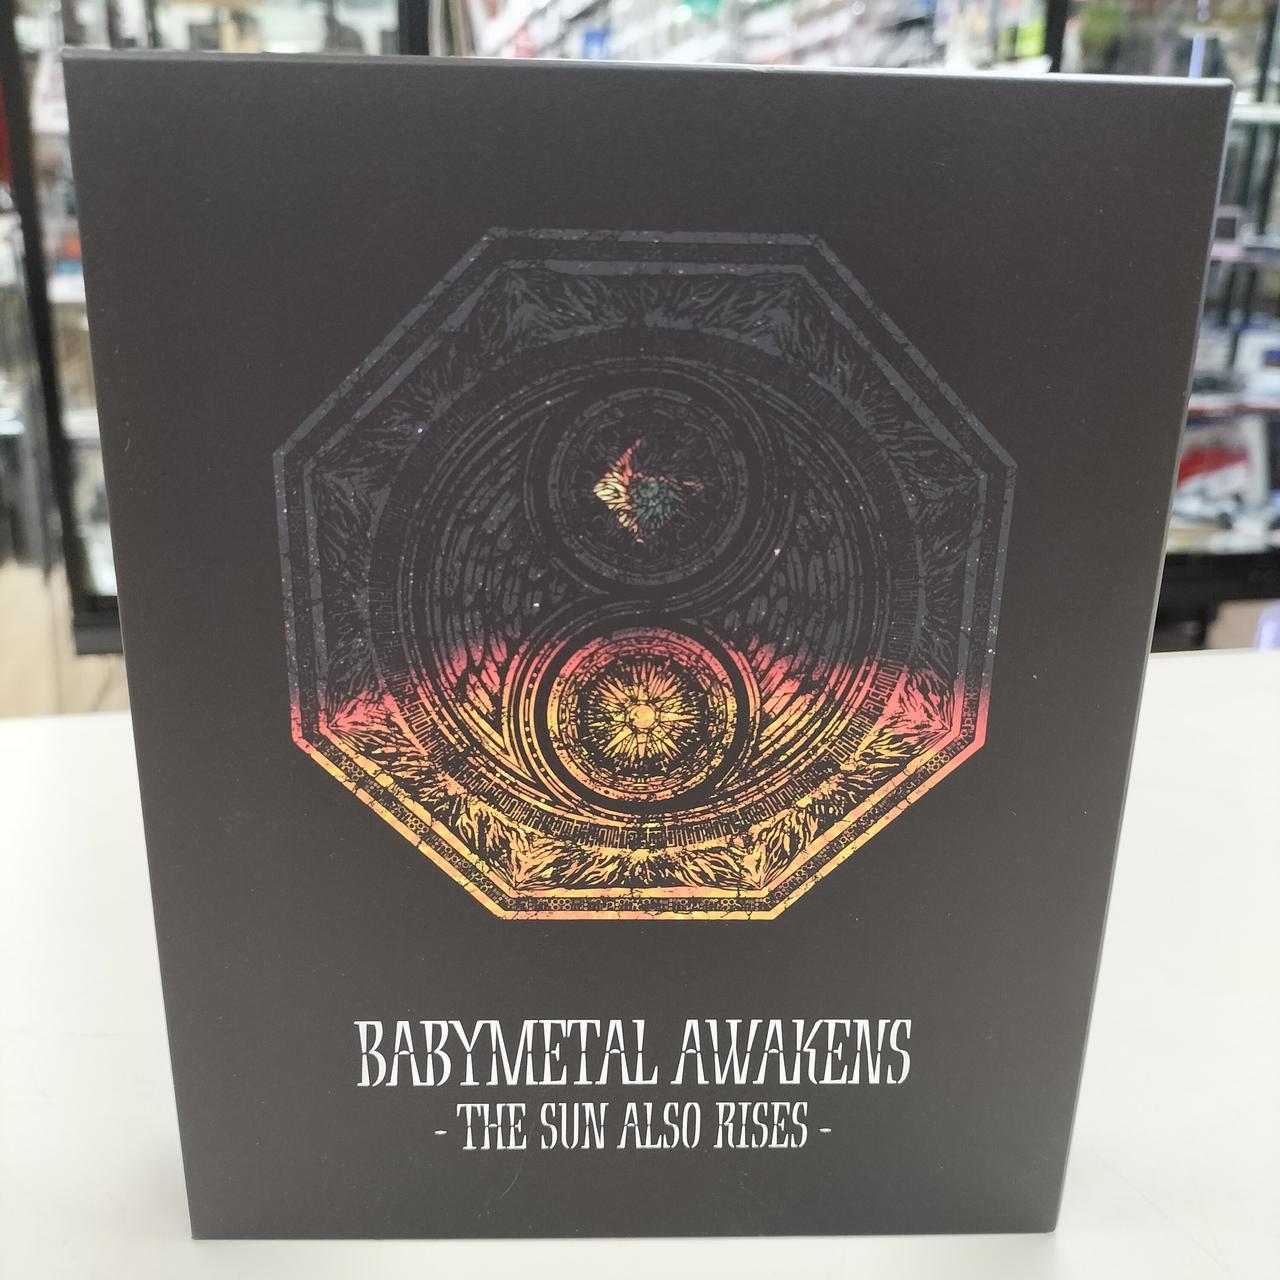 BABYMETAL AWAKENS
- THE SUN ALSO RISES -